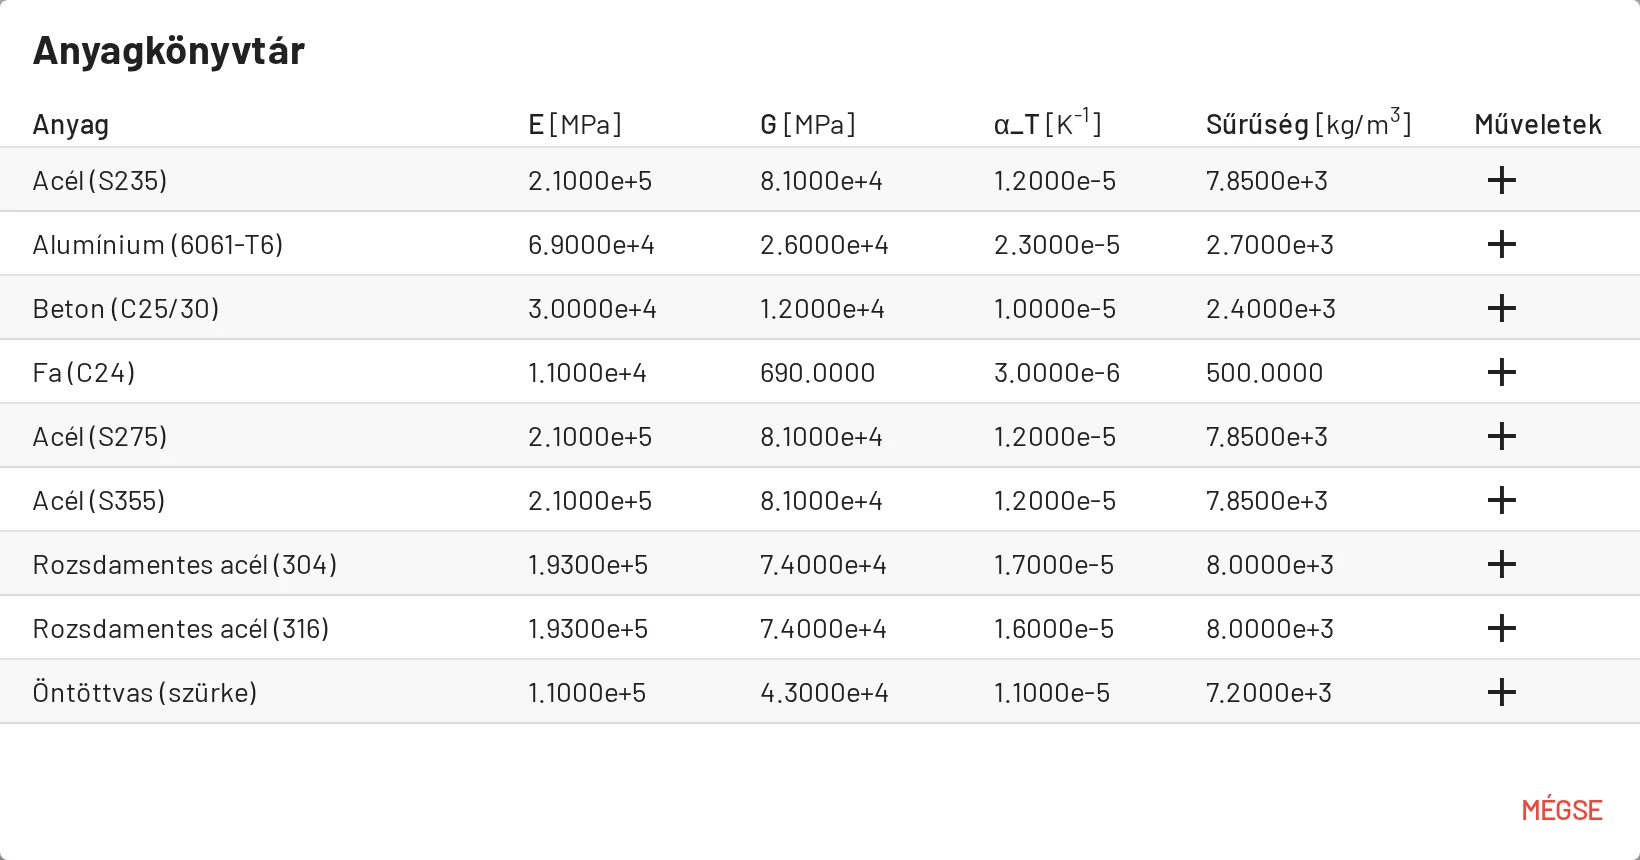 Anyagkönyvtár
Anyag E [MPa] G [MPa] α_T [K⁻¹] Sűrűség [kg/m³] Műveletek
Acél (S235) 2.1000e+5 8.1000e+4 1.2000e-5 7.8500e+3
Alumínium (6061-T6) 6.9000e+4 2.6000e+4 2.3000e-5 2.7000e+3
Beton (C25/30) 3.0000e+4 1.2000e+4 1.0000e-5 2.4000e+3
Fa (C24) 1.1000e+4 690.0000 3.0000e-6 500.0000
Acél (S275) 2.1000e+5 8.1000e+4 1.2000e-5 7.8500e+3
Acél (S355) 2.1000e+5 8.1000e+4 1.2000e-5 7.8500e+3
Rozsdamentes acél (304) 1.9300e+5 7.4000e+4 1.7000e-5 8.0000e+3
Rozsdamentes acél (316) 1.9300e+5 7.4000e+4 1.6000e-5 8.0000e+3
Öntöttvas (szürke) 1.1000e+5 4.3000e+4 1.1000e-5 7.2000e+3
MÉGSE